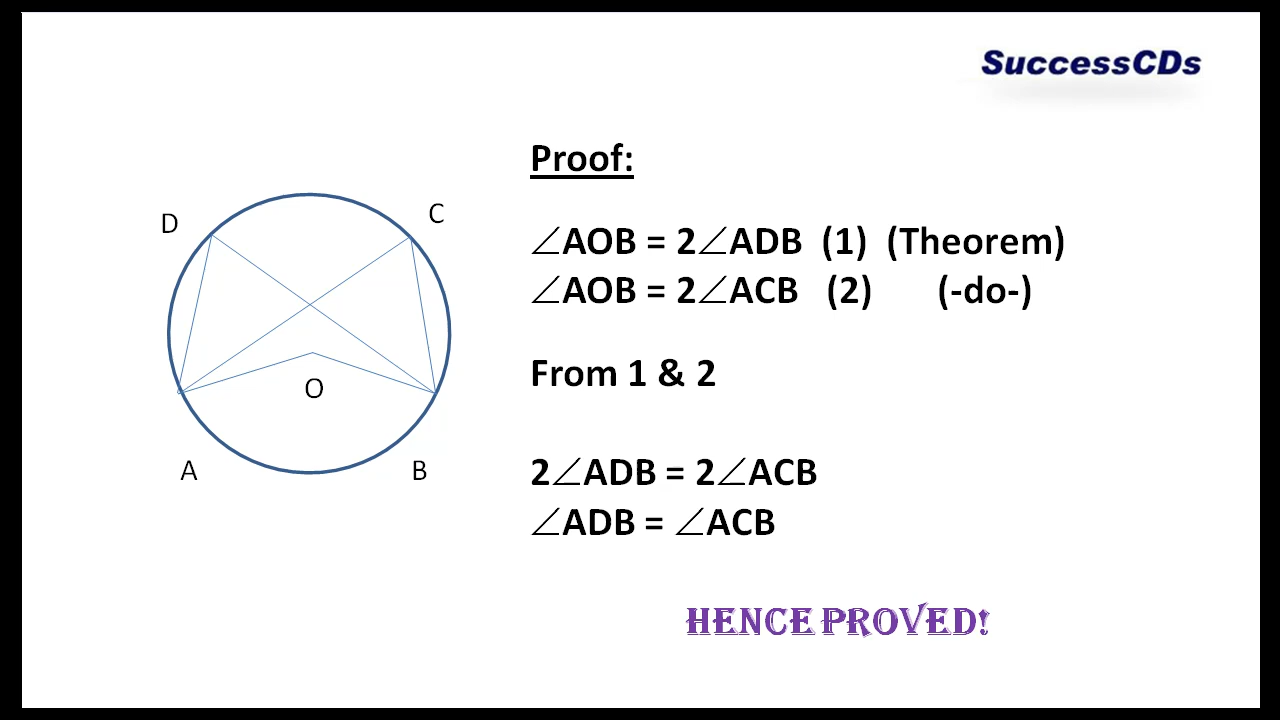 SuccessCDs
Proof:
D
C
∠AOB = 2∠ADB (1) (Theorem)
∠AOB = 2∠ACB (2) (-do-)
From 1 & 2
O
A
B
2∠ADB = 2∠ACB
∠ADB = ∠ACB
HENCE PROVED!